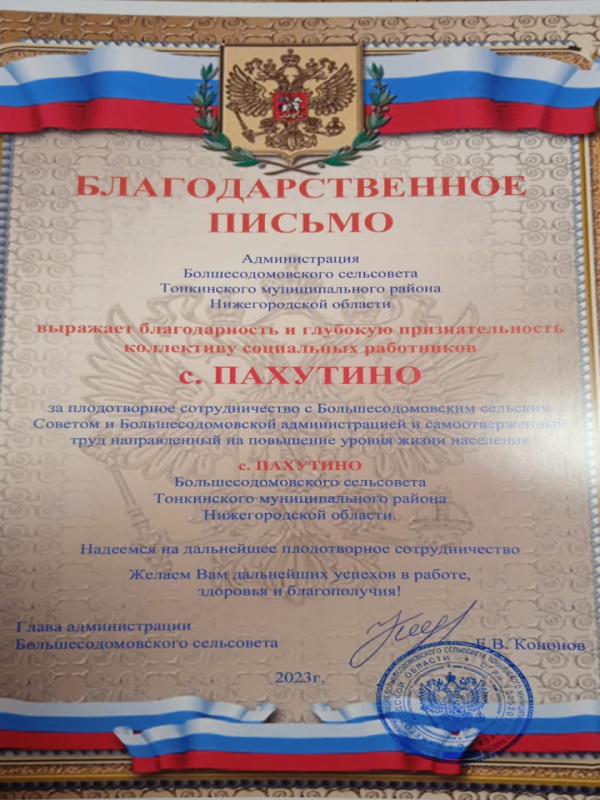 БЛАГОДАРСТВЕННОЕ
ПИСЬМО
Администрация
Болшесодомовского сельсовета
Тонкинского муниципального района
Нижегородской области
выражает благодарность и глубокую признательность
коллективу социальных работников
с. ПАХУТИНО
за плодотворное сотрудничество с Большесодомовским сельским
Советом и Большесодомовской администрацией и самоотверженный
труд направленный на повышение уровня жизни населения
с. ПАХУТИНО
Большесодомовского сельсовета
Тонкинского муниципального района
Нижегородской области.
Надеемся на дальнейшее плодотворное сотрудничество
Желаем Вам дальнейших успехов в работе,
здоровья и благополучия!
Глава администрации
Большесодомовского сельсовета
Е.В. Кононов
2023г.